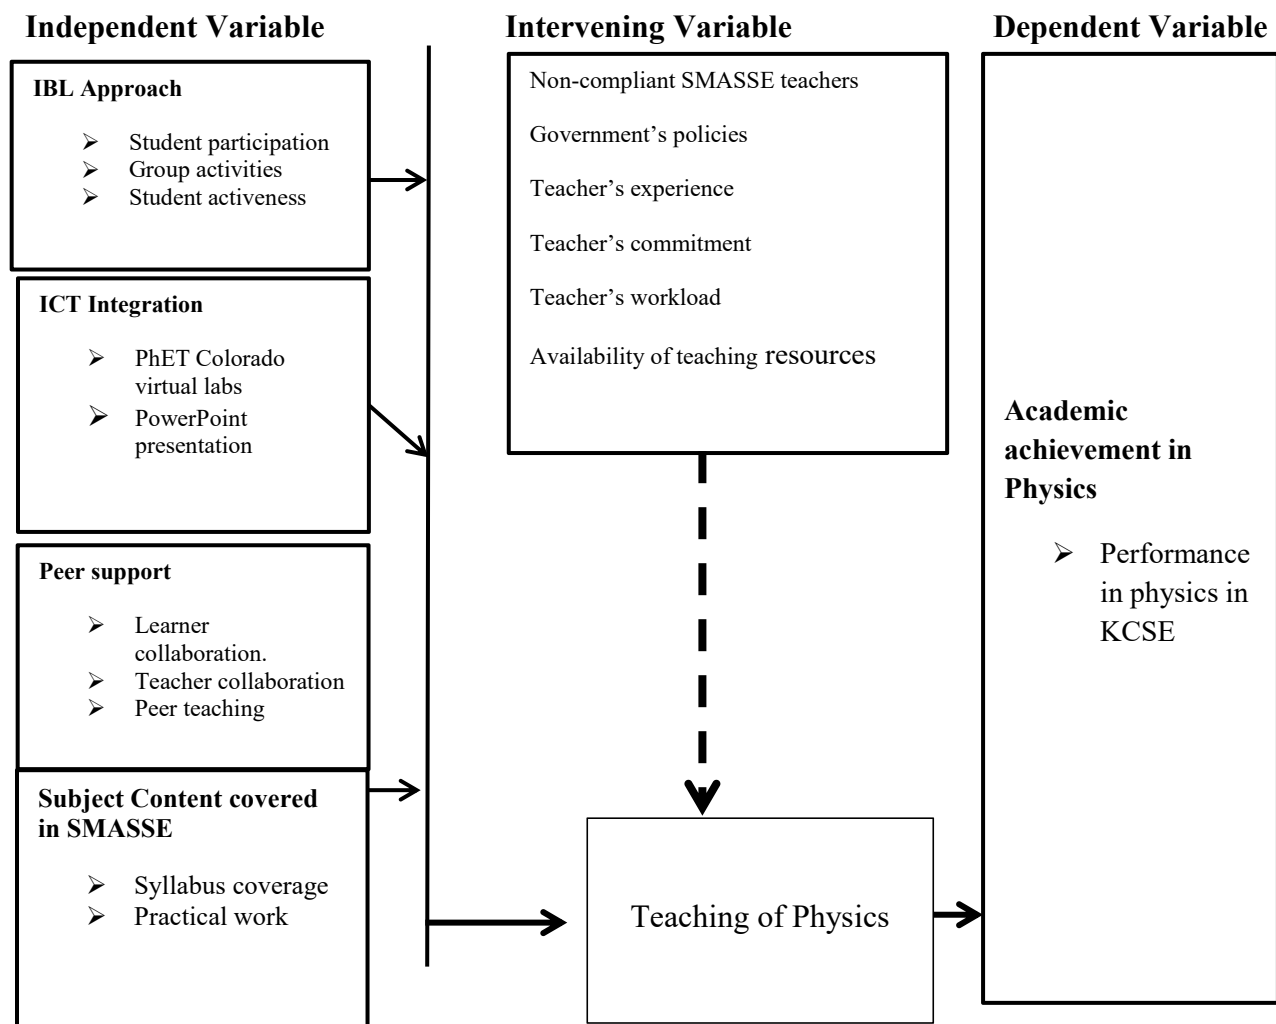 Independent Variable
IBL Approach
➢ Student participation
➢ Group activities
➢ Student activeness
ICT Integration
➢ PhET Colorado
virtual labs
➢ PowerPoint
presentation
Peer support
➢ Learner
collaboration.
➢ Teacher collaboration
➢ Peer teaching
Subject Content covered
in SMASSE
➢ Syllabus coverage
➢ Practical work
Intervening Variable
Non-compliant SMASSE teachers
Government’s policies
Teacher’s experience
Teacher’s commitment
Teacher’s workload
Availability of teaching resources
Teaching of Physics
Dependent Variable
Academic
achievement in
Physics
➢ Performance
in physics in
KCSE